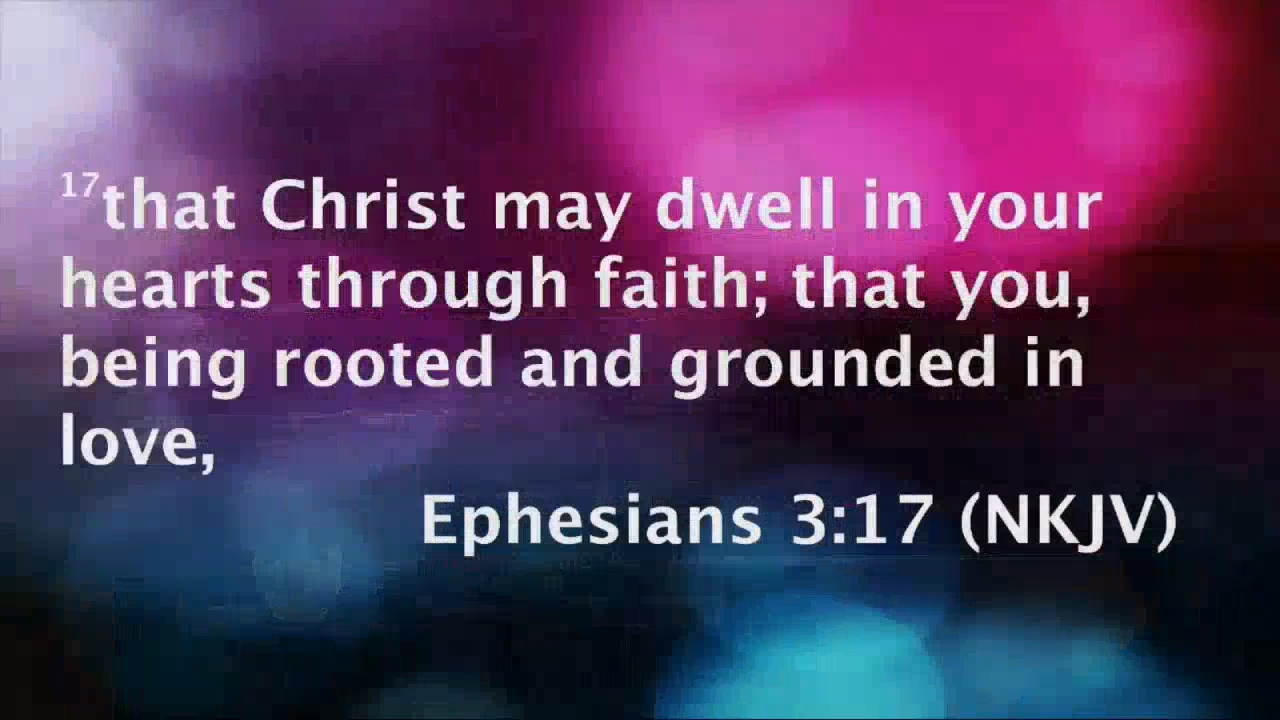 17that Christ may dwell in your
hearts through faith; that you,
being rooted and grounded in
love,
Ephesians 3:17 (NKJV)